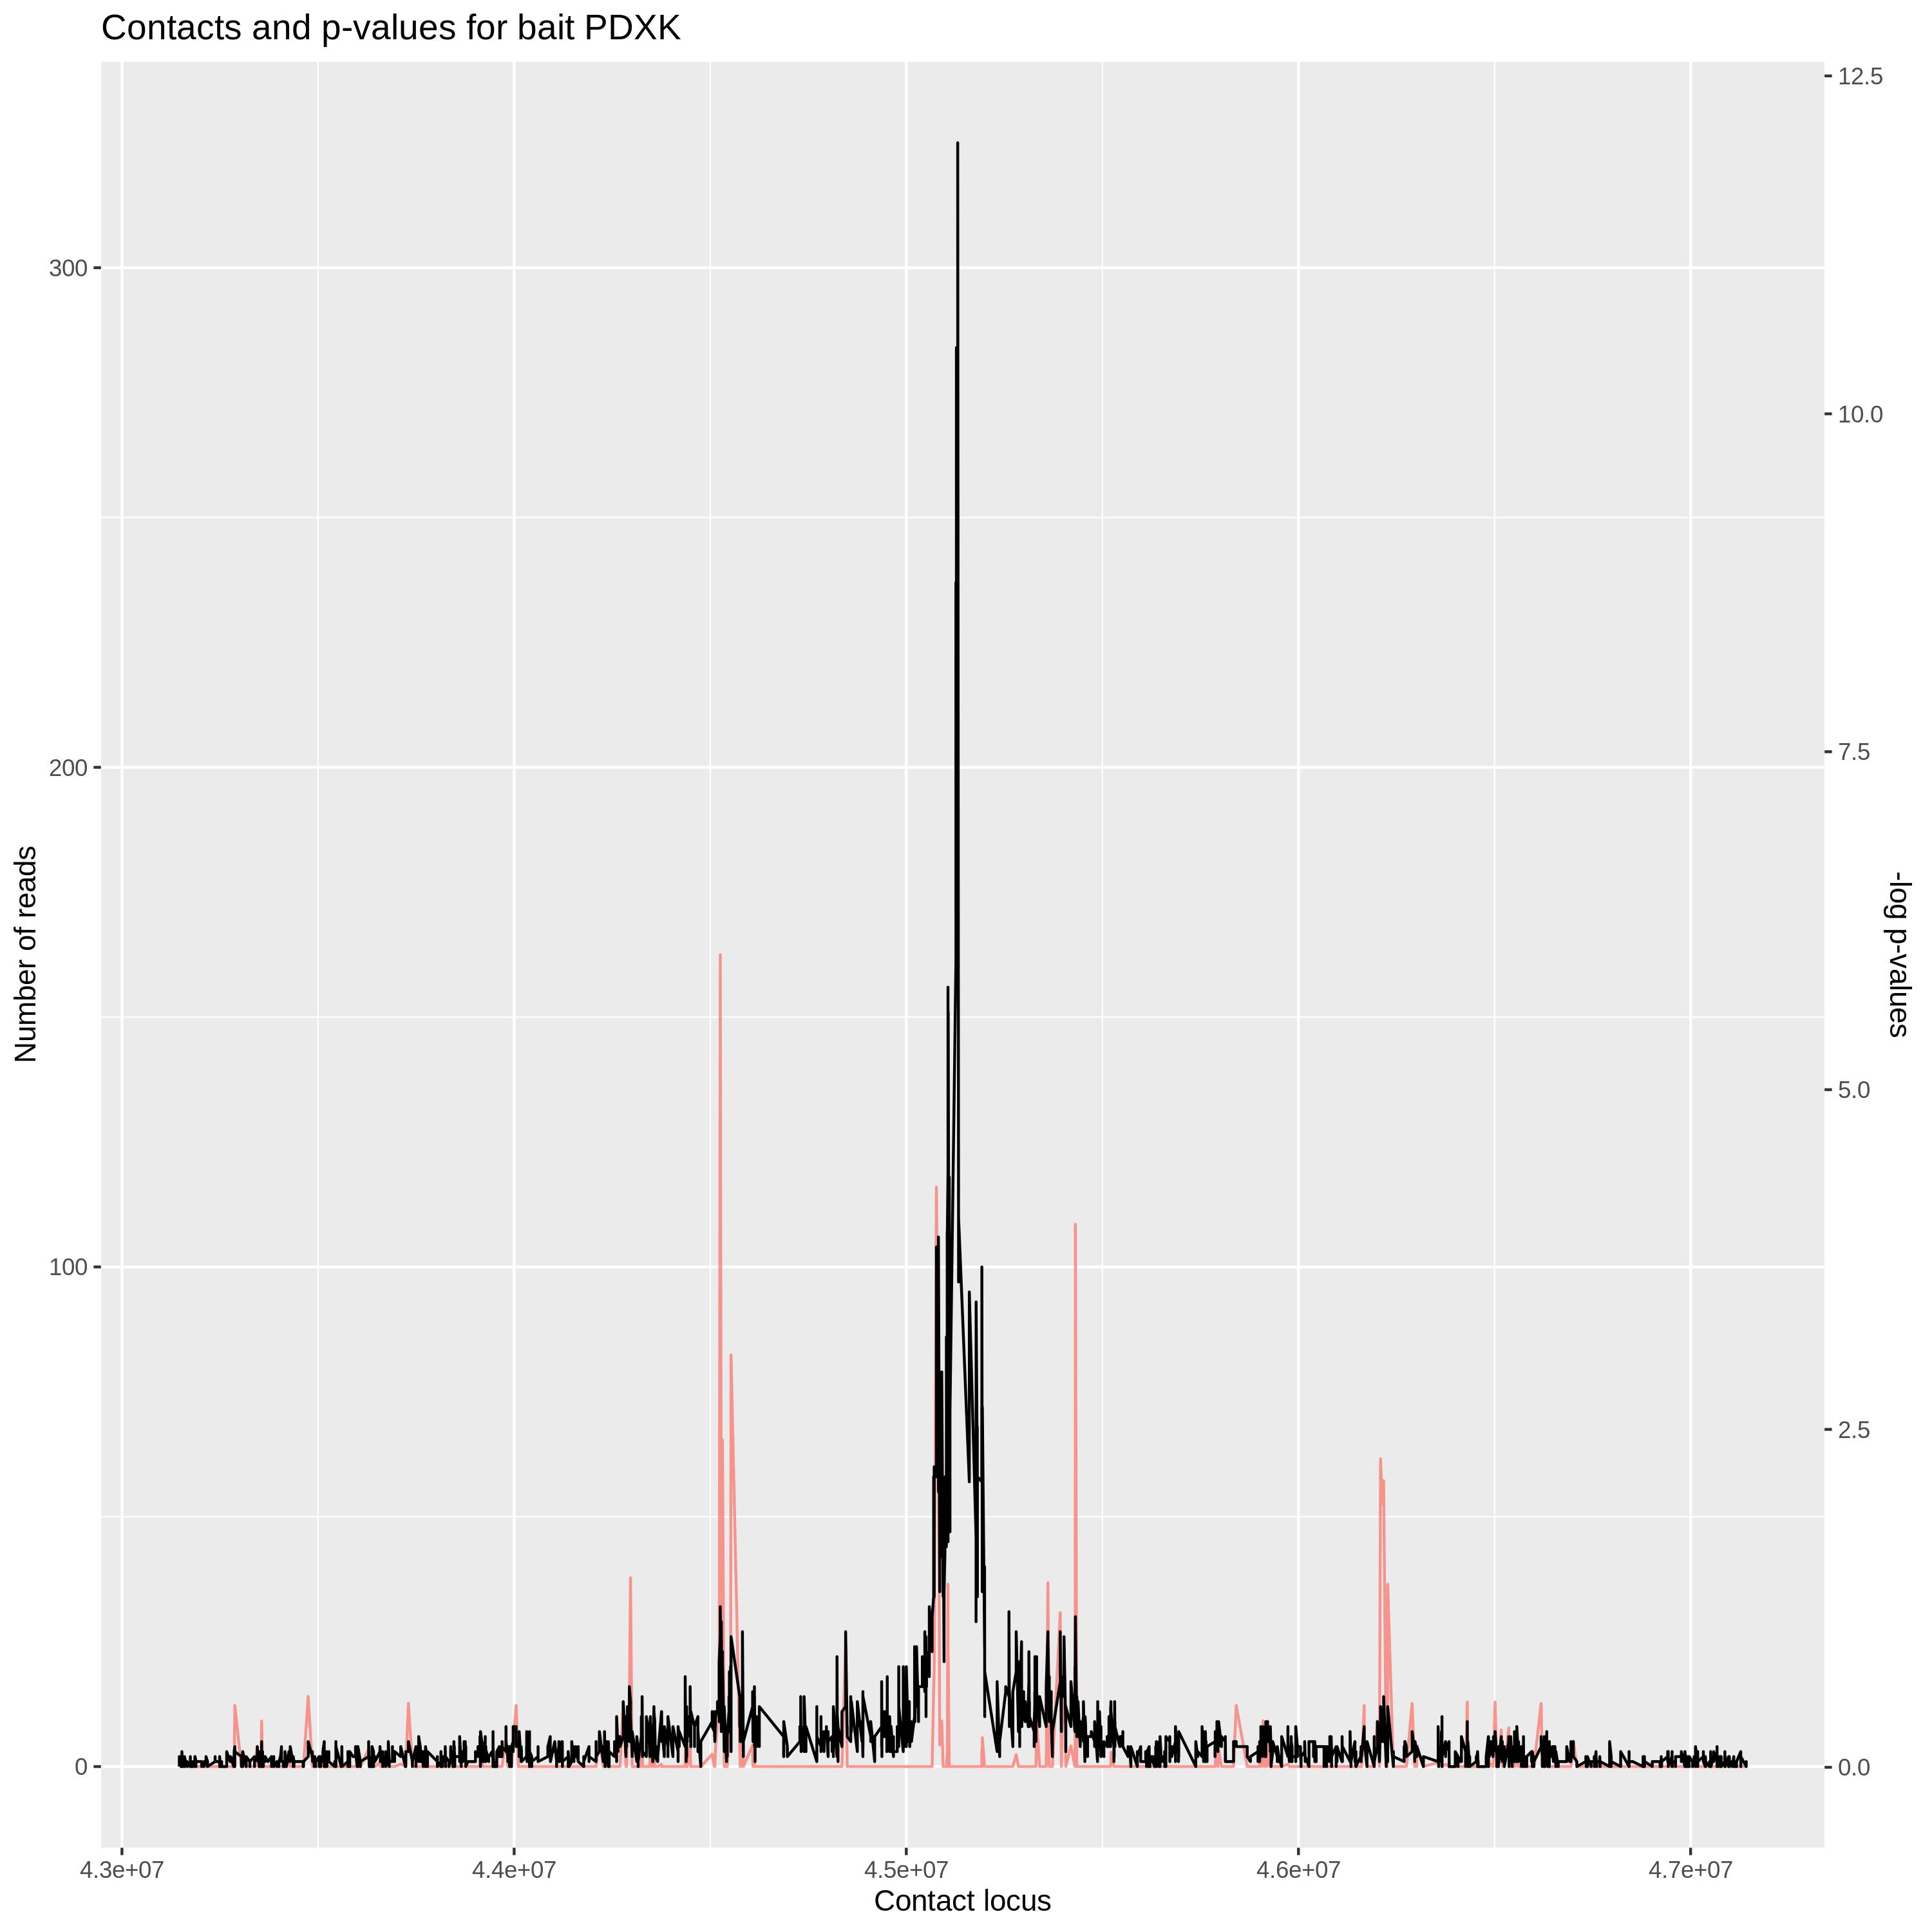 Contacts and p-values for bait PDXK
Number of reads
300
200
100
0
12.5
10.0
7.5
5.0
2.5
0.0
-log p-values
4.3e+07
4.4e+07
4.5e+07
4.6e+07
4.7e+07
Contact locus